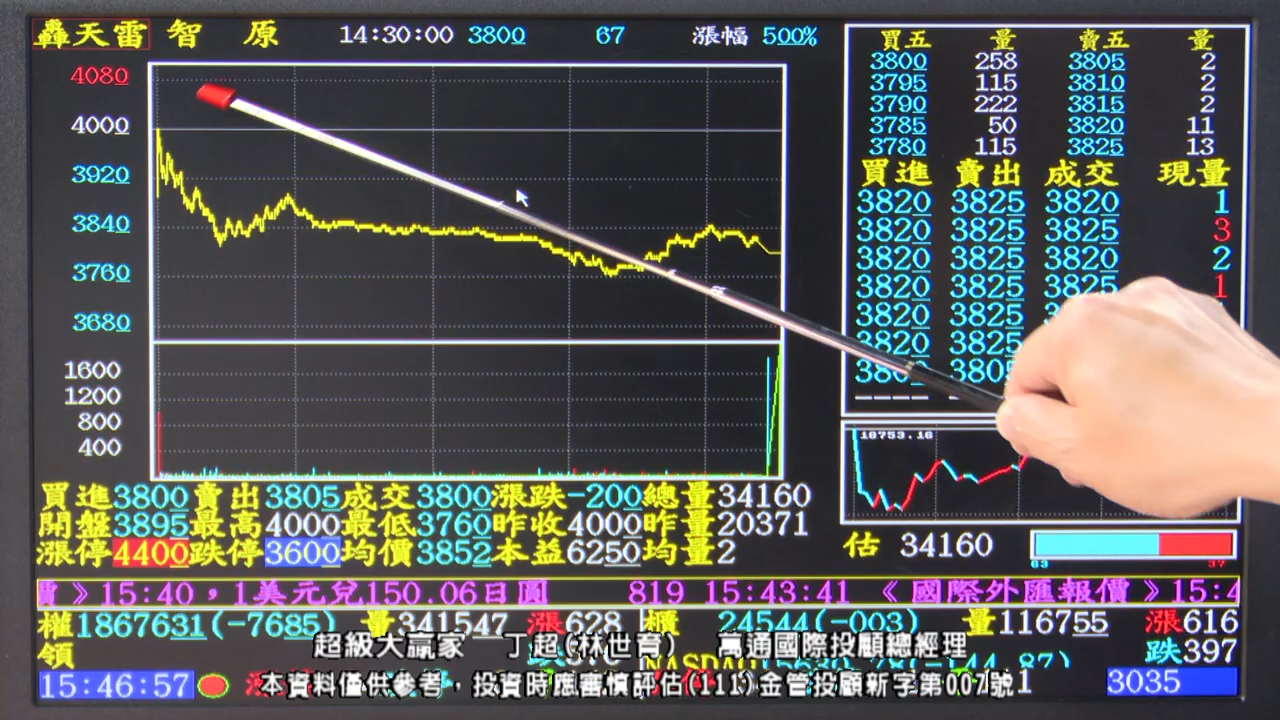 轟天雷 智 原 14:30:00 3800 67 漲幅 500%
4080
4000
3920
3840
3760
3680
1600
1200
800
400
買五 量 賣五 量
3800 258 3805 2
3795 115 3810 2
3790 222 3815 2
3785 50 3820 11
3780 115 3825 13
買進 賣出 成交 現量
3820 3825 3820 1
3820 3825 3825 3
3820 3825 3820 2
3820 3825 3825 1
3820 3825
3820 3825
380
18753.16
買進3800賣出3805成交3800漲跌-200總量34160
開盤3895最高4000最低3760昨收4000昨量20371
漲停4400跌停3600均價3852本益6250均量2
估 34160
63 37
》15:40，1美元兌150.06日圓 819 15:43:41 《國際外匯報價》15:4
權1867631(-7685) 量341547 漲628 櫃 24544(-003) 量116755 漲616
領 NASDAQ 跌397
超級大贏家 丁超(林世育) 萬通國際投顧總經理
15:46:57 3035
本資料僅供參考，投資時應審慎評估(111)金管投顧新字第007號